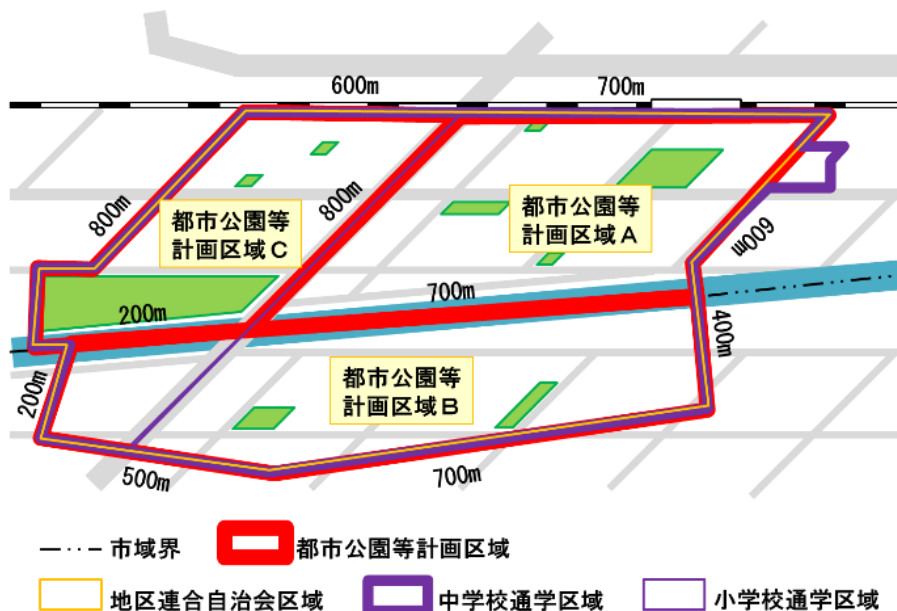 600m
700m
800m
800m
都市公園等
計画区域C
都市公園等
計画区域A
600m
200m
700m
400m
200m
都市公園等
計画区域B
500m
700m
市域界
都市公園等計画区域
地区連合自治会区域
中学校通学区域
小学校通学区域